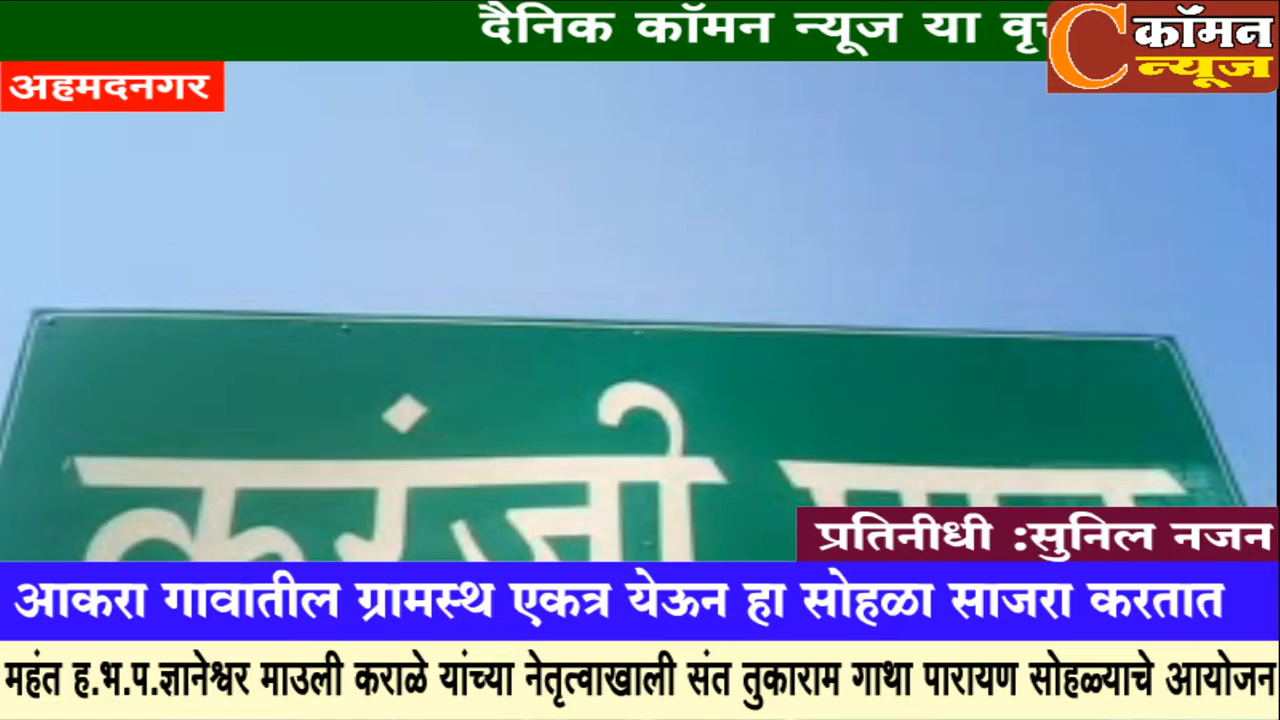 दैनिक कॉमन न्यूज या
कॉमन
न्यूज
अहमदनगर
करंजी
प्रतिनीधी :सुनिल नजन
आकरा गावातील ग्रामस्थ एकत्र येऊन हा सोहळा साजरा करतात
महंत ह.भ.प.ज्ञानेश्वर माउली कराळे यांच्या नेतृत्वाखाली संत तुकाराम गाथा पारायण सोहळ्याचे आयोजन